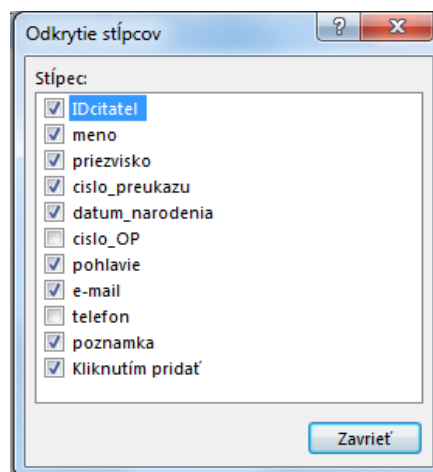 Odkrytie stĺpcov
Stĺpec:
IDcitatel
meno
priezvisko
cislo_preukazu
datum_narodenia
cislo_OP
pohlavie
e-mail
telefon
poznamka
Kliknutím pridať
Zavrieť